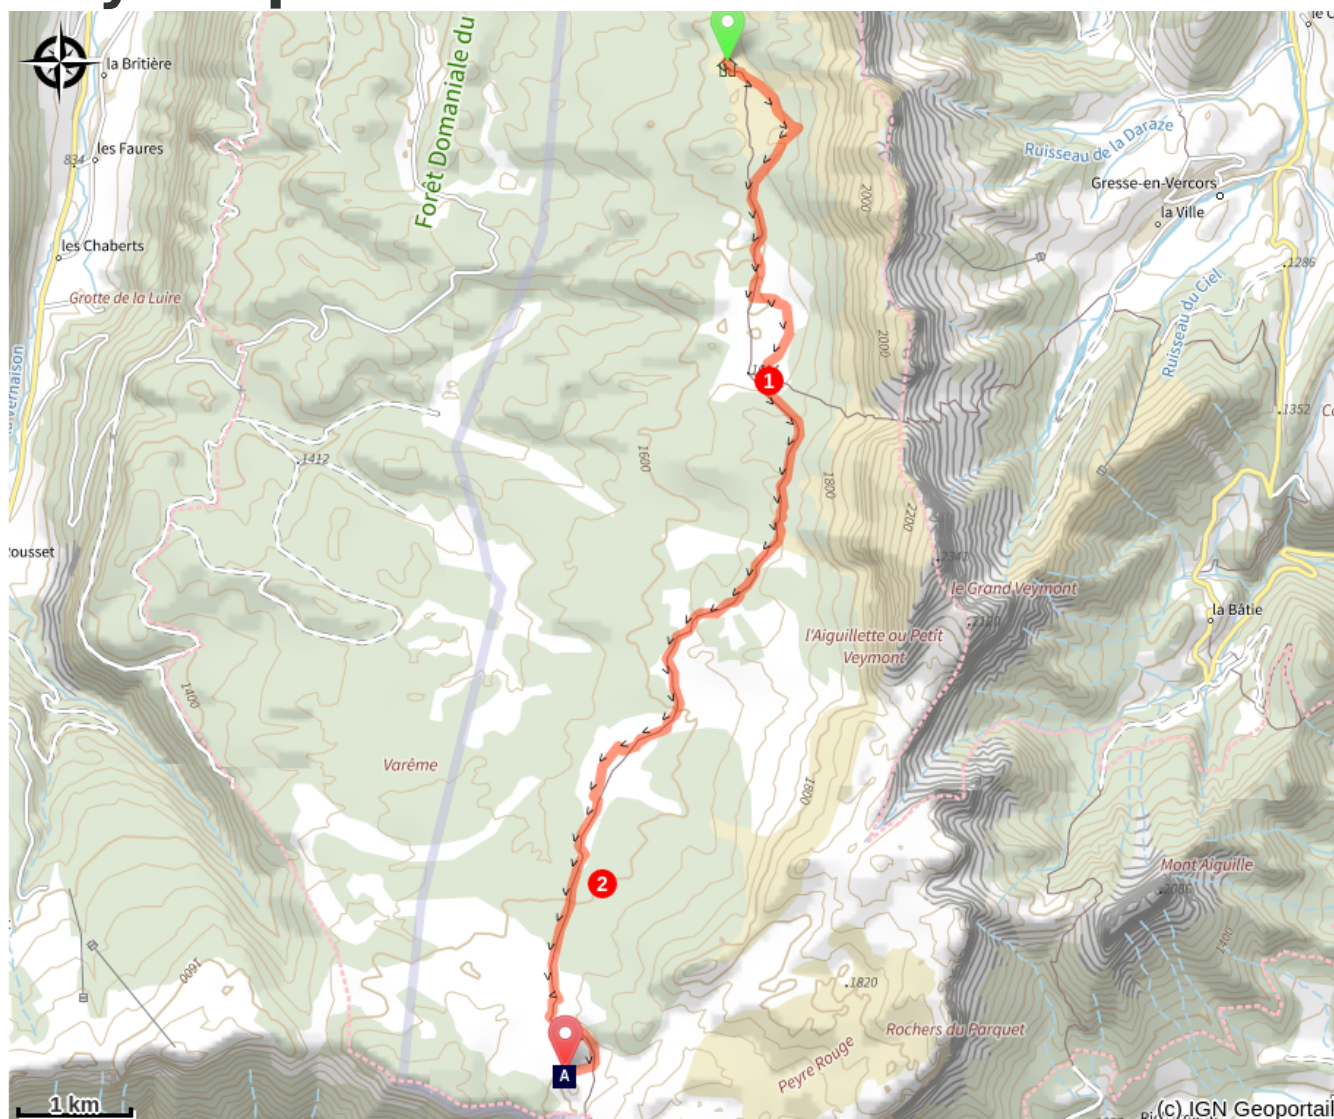 la Britière
834
les Faures
les Chaberts
Grotte de la Luire
Forêt Domaniale du
Ruisseau de la Daraze
Gresse-en-Vercors
la Ville
1286
Ruisseau du Ciel
2000
2000
1
1352
1412
1600
1800
2200
ousset
2341
le Grand Veymont
la Bâtie
l'Aiguillette ou Petit
Veymont
1400
Varême
1800
Mont Aiguille
2086
1400
2
1600
1820
Rochers du Parquet
Peyre Rouge
A
1 km
(c) IGN Geoportail